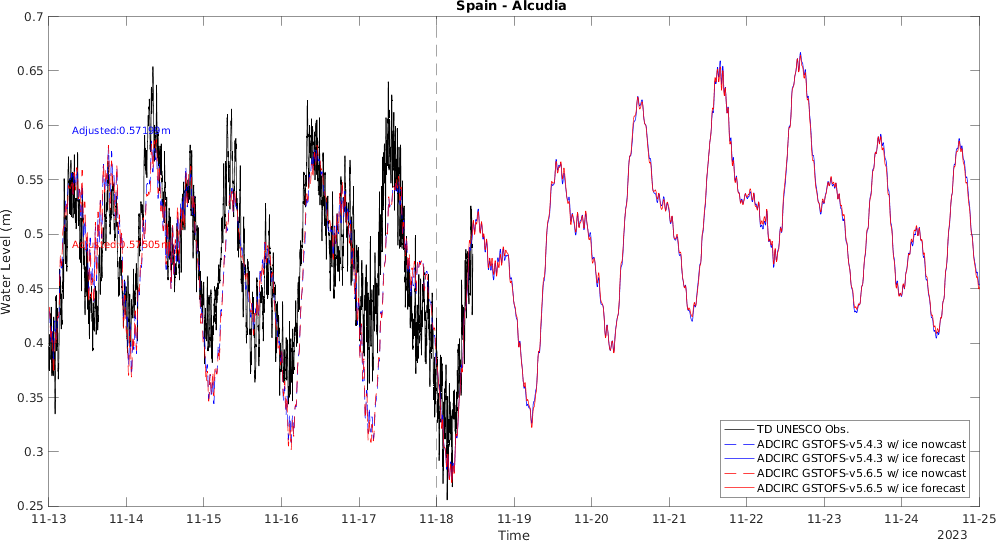 Spain - Alcudia
0.7
0.65
0.6
0.55
0.5
0.45
0.4
0.35
0.3
0.25
Water Level (m)
Adjusted:0.57199m
TD UNESCO Obs.
ADCIRC GSTOFS-v5.4.3 w/ ice nowcast
ADCIRC GSTOFS-v5.4.3 w/ ice forecast
ADCIRC GSTOFS-v5.6.5 w/ ice nowcast
ADCIRC GSTOFS-v5.6.5 w/ ice forecast
11-13 11-14 11-15 11-16 11-17 11-18 11-19 11-20 11-21 11-22 11-23 11-24 11-25
Time
2023